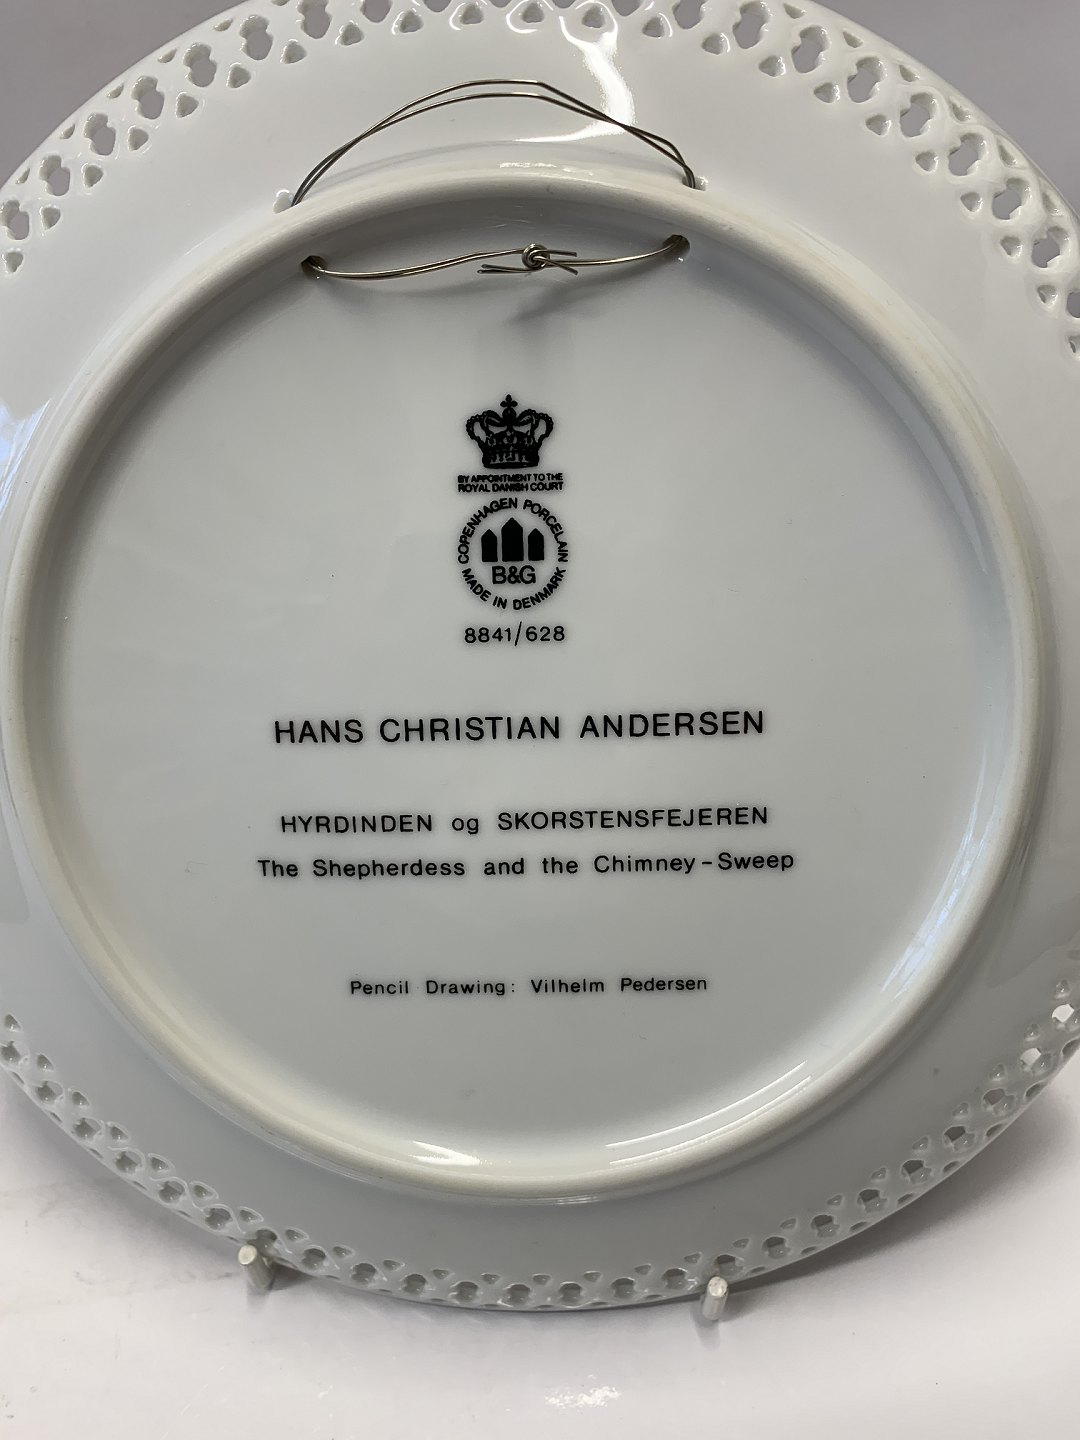 BY APPOINTMENT TO THE
ROYAL DANISH COURT
COPENHAGEN PORCELAIN
B&G
MADE IN DENMARK
8841/628
HANS CHRISTIAN ANDERSEN
HYRDINDEN og SKORSTENSFEJEREN
The Shepherdess and the Chimney-Sweep
Pencil Drawing: Vilhelm Pedersen